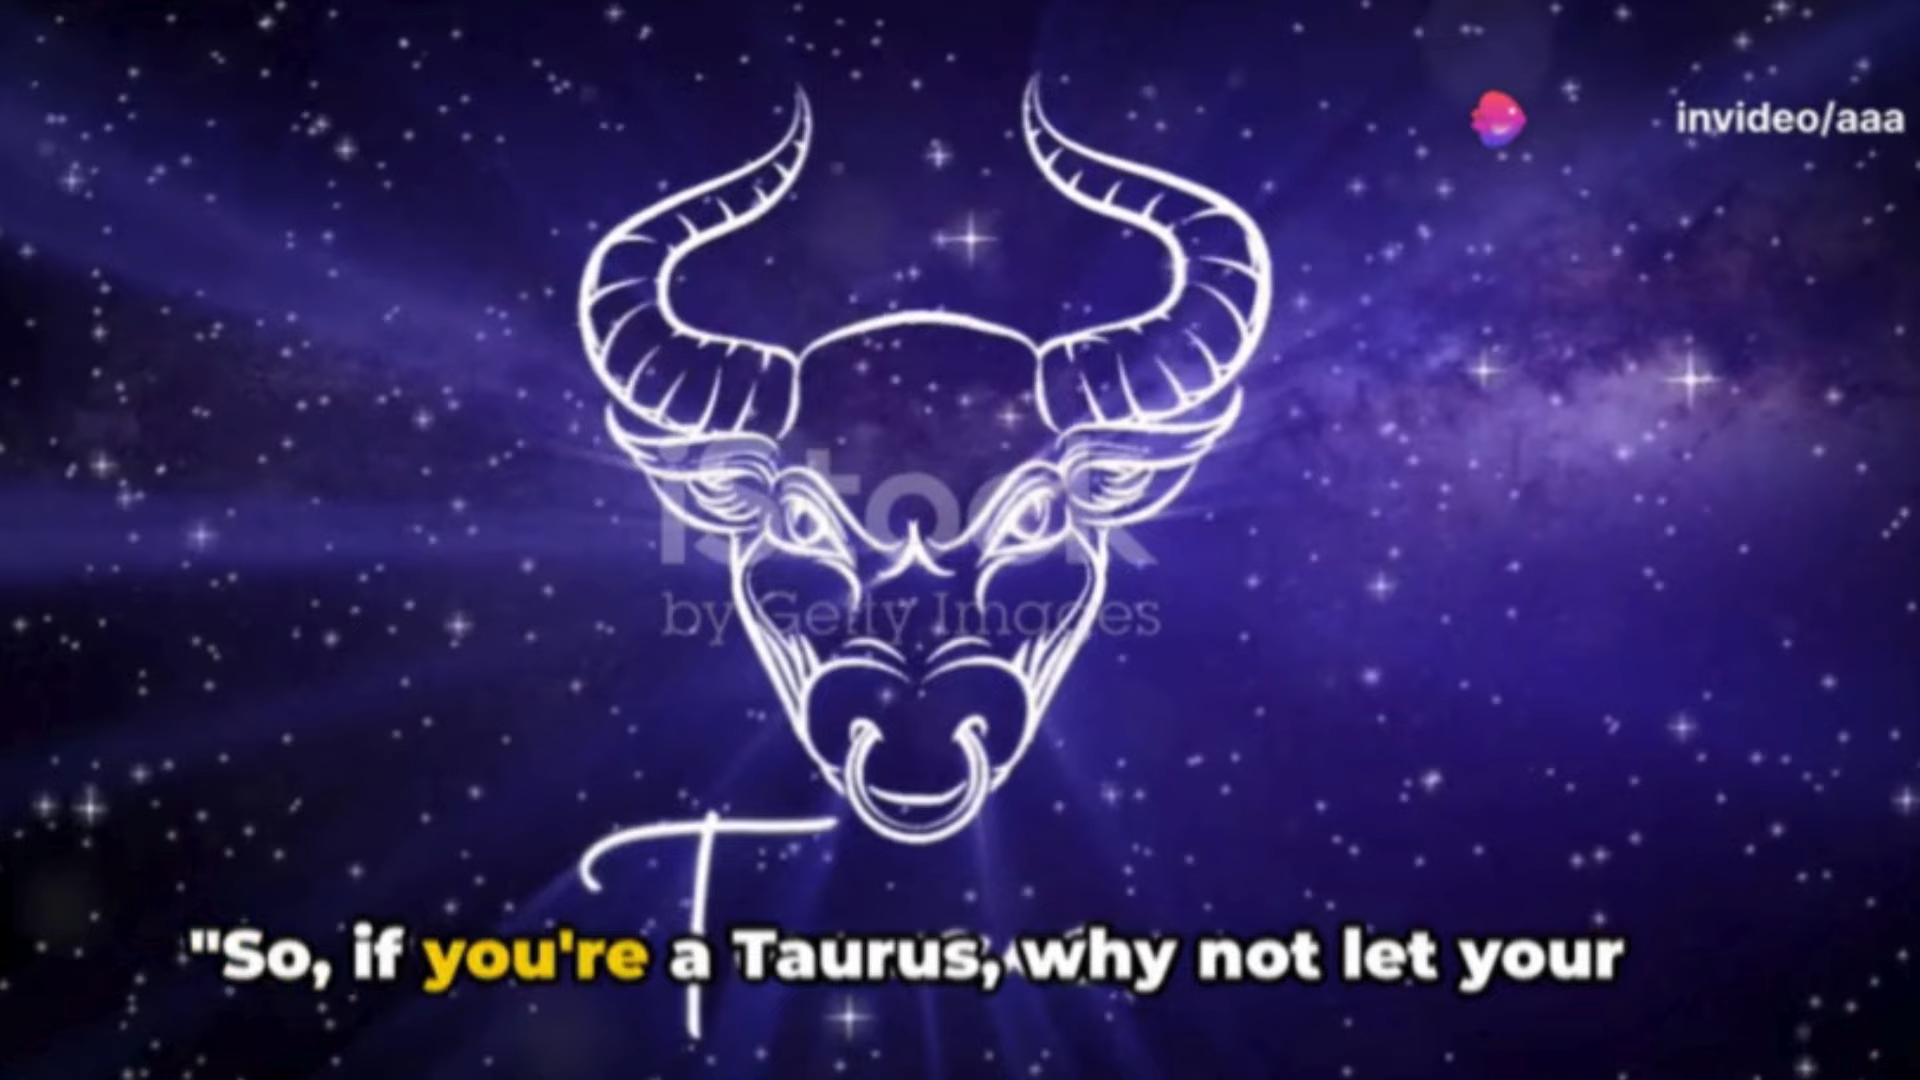 invideo/aaa
iStock
by Getty Images
T
"So, if you're a Taurus, why not let your